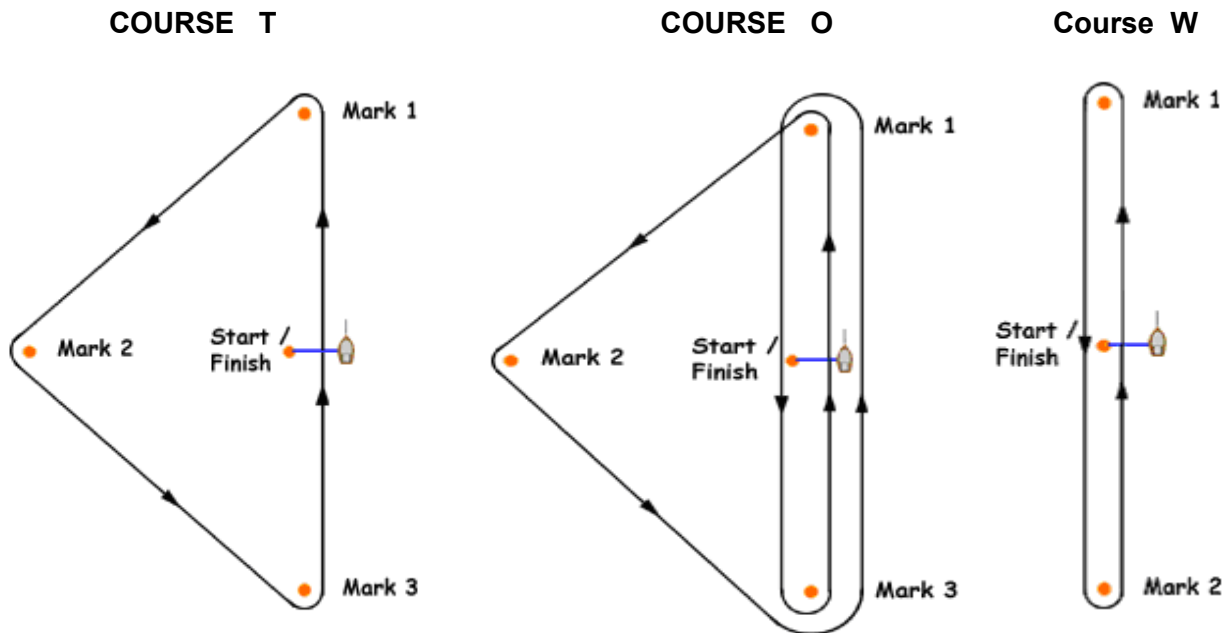 COURSE T
Mark 1
Mark 2
Start /
Finish
Mark 3
COURSE O
Mark 1
Mark 2
Start /
Finish
Mark 3
Course W
Mark 1
Start /
Finish
Mark 2